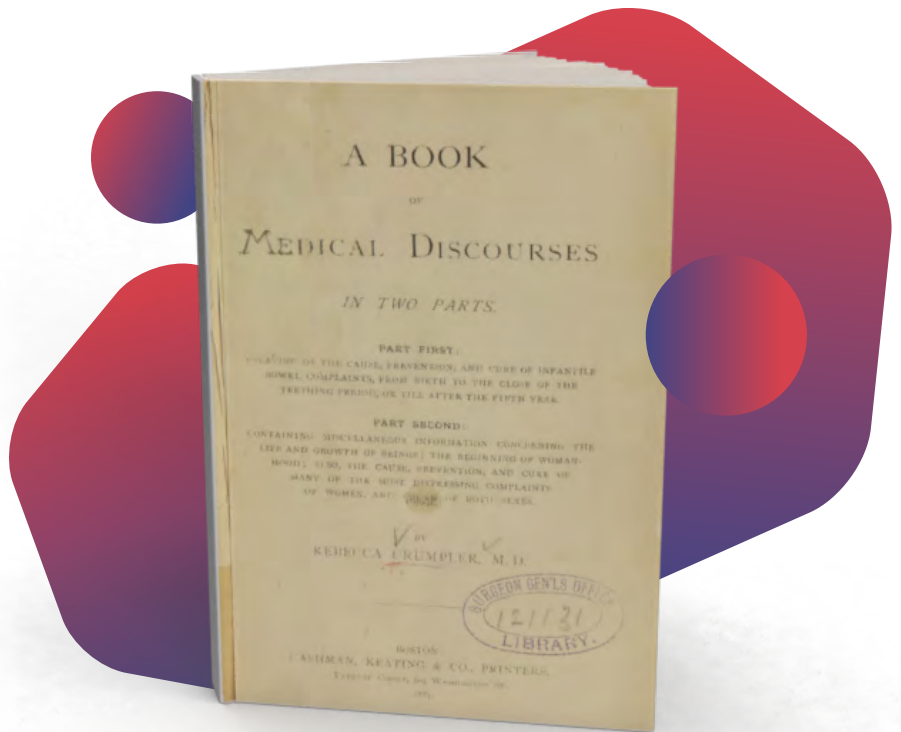 A BOOK
OF
MEDICAL DISCOURSES
IN TWO PARTS.
PART FIRST:
TREATING OF THE CAUSE, PREVENTION, AND CURE OF INFANTILE
BOWEL COMPLAINTS, FROM BIRTH TO THE CLOSE OF THE
TEETHING PERIOD, OR TILL AFTER THE FIFTH YEAR.
PART SECOND:
CONTAINING MISCELLANEOUS INFORMATION CONCERNING THE
LIFE AND GROWTH OF BEINGS; THE BEGINNING OF WOMAN-
HOOD; ALSO, THE CAUSE, PREVENTION, AND CURE OF
MANY OF THE MOST DISTRESSING COMPLAINTS
OF WOMEN, AND OF BOTH SEXES.
BY
REBECCA CRUMPLER, M.D.
SURGEON GEN'LS OFFICE
LIBRARY.
BOSTON:
CASHMAN, KEATING & CO., PRINTERS,